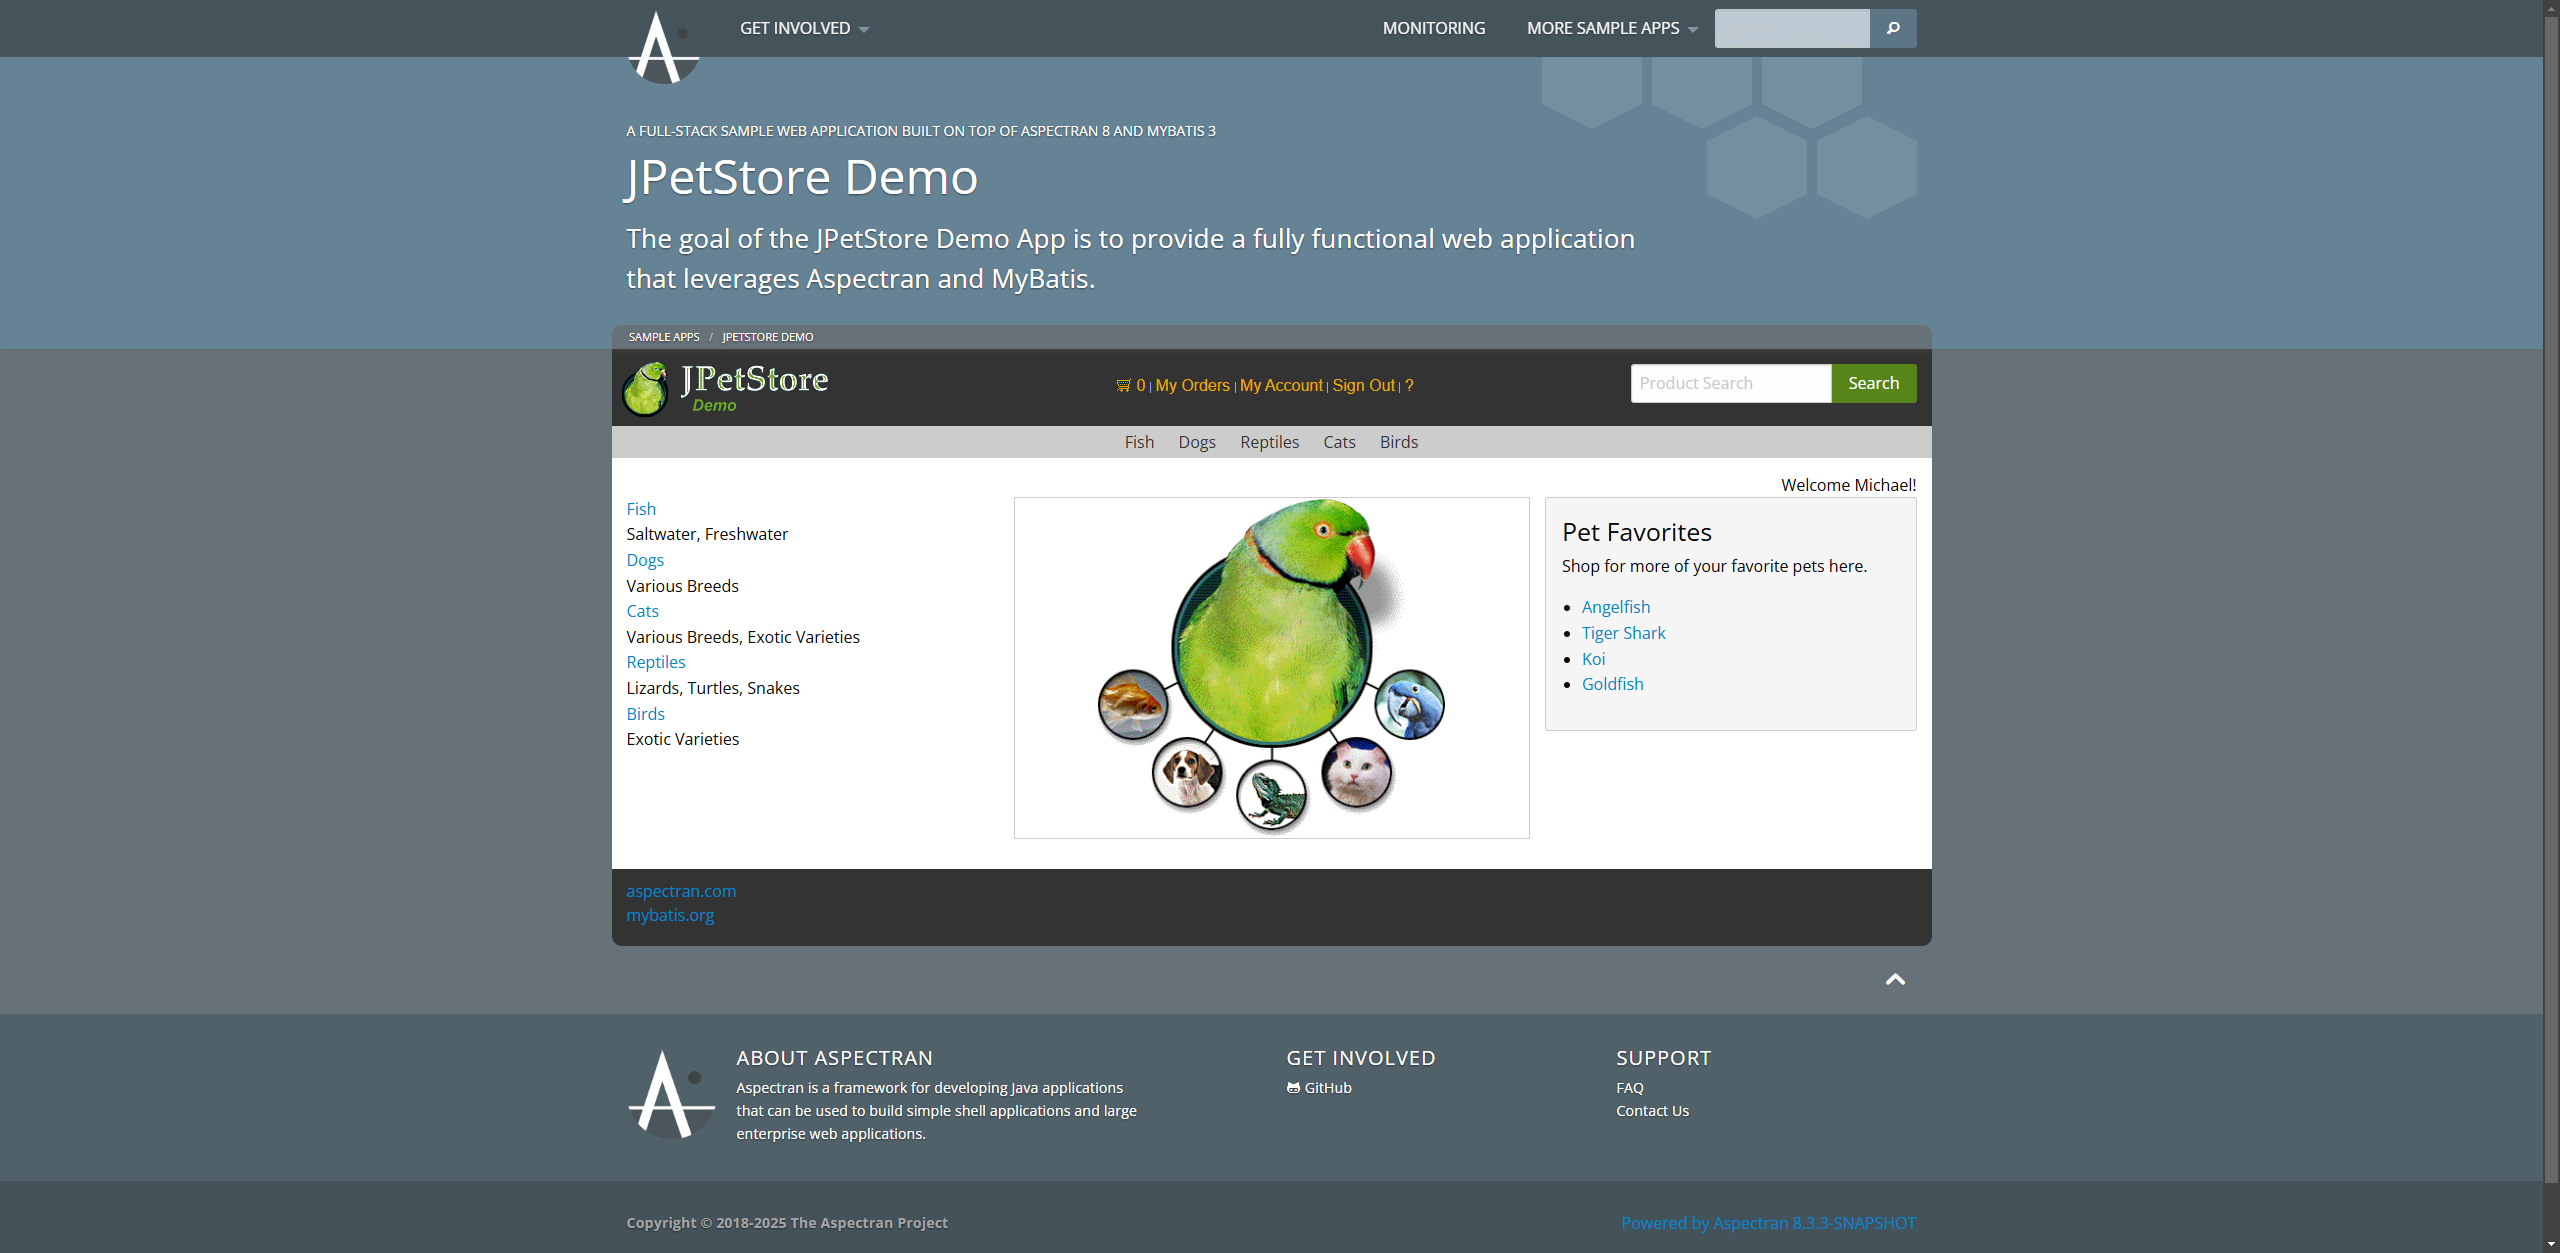 GET INVOLVED
MONITORING
MORE SAMPLE APPS
A FULL-STACK SAMPLE WEB APPLICATION BUILT ON TOP OF ASPECTRAN 8 AND MYBATIS 3
JPetStore Demo
The goal of the JPetStore Demo App is to provide a fully functional web application
that leverages Aspectran and MyBatis.
SAMPLE APPS / JPETSTORE DEMO
JPetStore
Demo
0 | My Orders | My Account | Sign Out | ?
Product Search
Search
Fish Dogs Reptiles Cats Birds
Welcome Michael!
Fish
Saltwater, Freshwater
Dogs
Various Breeds
Cats
Various Breeds, Exotic Varieties
Reptiles
Lizards, Turtles, Snakes
Birds
Exotic Varieties
Pet Favorites
Shop for more of your favorite pets here.
Angelfish
Tiger Shark
Koi
Goldfish
aspectran.com
mybatis.org
ABOUT ASPECTRAN
Aspectran is a framework for developing Java applications
that can be used to build simple shell applications and large
enterprise web applications.
GET INVOLVED
GitHub
SUPPORT
FAQ
Contact Us
Copyright © 2018-2025 The Aspectran Project
Powered by Aspectran 8.3.3-SNAPSHOT